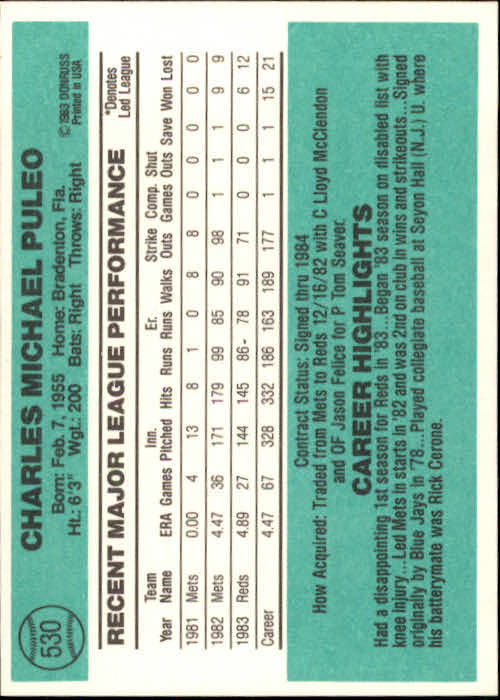 530
CHARLES MICHAEL PULEO
Born: Feb. 7, 1955 Home: Bradenton, Fla.
Ht.: 6'3" Wgt.: 200 Bats: Right Throws: Right
©1983 DONRUSS
Printed in USA
RECENT MAJOR LEAGUE PERFORMANCE
*Denotes
Led League
Team Inn. Er. Strike Comp. Shut
Year Name ERA Games Pitched Hits Runs Runs Walks Outs Games Outs Save Won Lost
1981 Mets 0.00 4 13 8 1 0 8 8 0 0 0 0 0
1982 Mets 4.47 36 171 179 99 85 90 98 1 1 1 9 9
1983 Reds 4.89 27 144 145 86- 78 91 71 0 0 0 6 12
Career 4.47 67 328 332 186 163 189 177 1 1 1 15 21
Contract Status: Signed thru 1984
How Acquired: Traded from Mets to Reds 12/16/82 with C Lloyd McClendon
and OF Jason Felice for P Tom Seaver.
CAREER HIGHLIGHTS
Had a disappointing 1st season for Reds in '83...Began '83 season on disabled list with
knee injury...Led Mets in starts in '82 and was 2nd on club in wins and strikeouts...Signed
originally by Blue Jays in '78...Played collegiate baseball at Seyon Hall (N.J.) U. where
his batterymate was Rick Cerone.